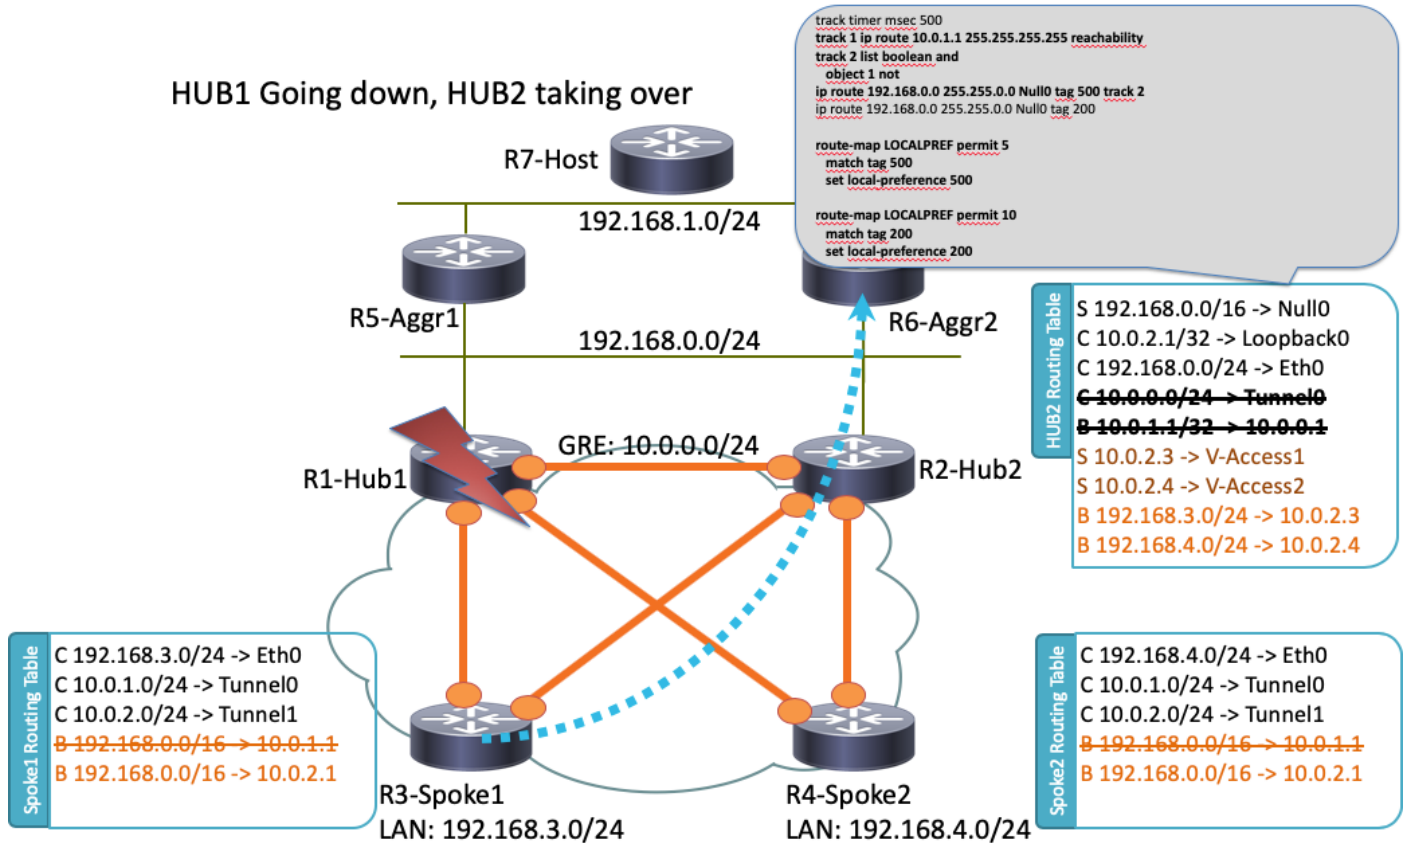 track timer msec 500
track 1 ip route 10.0.1.1 255.255.255.255 reachability
track 2 list boolean and
object 1 not
ip route 192.168.0.0 255.255.0.0 Null0 tag 500 track 2
ip route 192.168.0.0 255.255.0.0 Null0 tag 200
route-map LOCALPREF permit 5
match tag 500
set local-preference 500
route-map LOCALPREF permit 10
match tag 200
set local-preference 200
HUB1 Going down, HUB2 taking over
R7-Host
192.168.1.0/24
R5-Aggr1
R6-Aggr2
192.168.0.0/24
HUB2 Routing Table
S 192.168.0.0/16 -> Null0
C 10.0.2.1/32 -> Loopback0
C 192.168.0.0/24 -> Eth0
C 10.0.0.0/24 -> Tunnel0
B 10.0.1.1/32 -> 10.0.0.1
S 10.0.2.3 -> V-Access1
S 10.0.2.4 -> V-Access2
B 192.168.3.0/24 -> 10.0.2.3
B 192.168.4.0/24 -> 10.0.2.4
GRE: 10.0.0.0/24
R1-Hub1
R2-Hub2
Spoke1 Routing Table
C 192.168.3.0/24 -> Eth0
C 10.0.1.0/24 -> Tunnel0
C 10.0.2.0/24 -> Tunnel1
B 192.168.0.0/16 -> 10.0.1.1
B 192.168.0.0/16 -> 10.0.2.1
Spoke2 Routing Table
C 192.168.4.0/24 -> Eth0
C 10.0.1.0/24 -> Tunnel0
C 10.0.2.0/24 -> Tunnel1
B 192.168.0.0/16 -> 10.0.1.1
B 192.168.0.0/16 -> 10.0.2.1
R3-Spoke1
LAN: 192.168.3.0/24
R4-Spoke2
LAN: 192.168.4.0/24